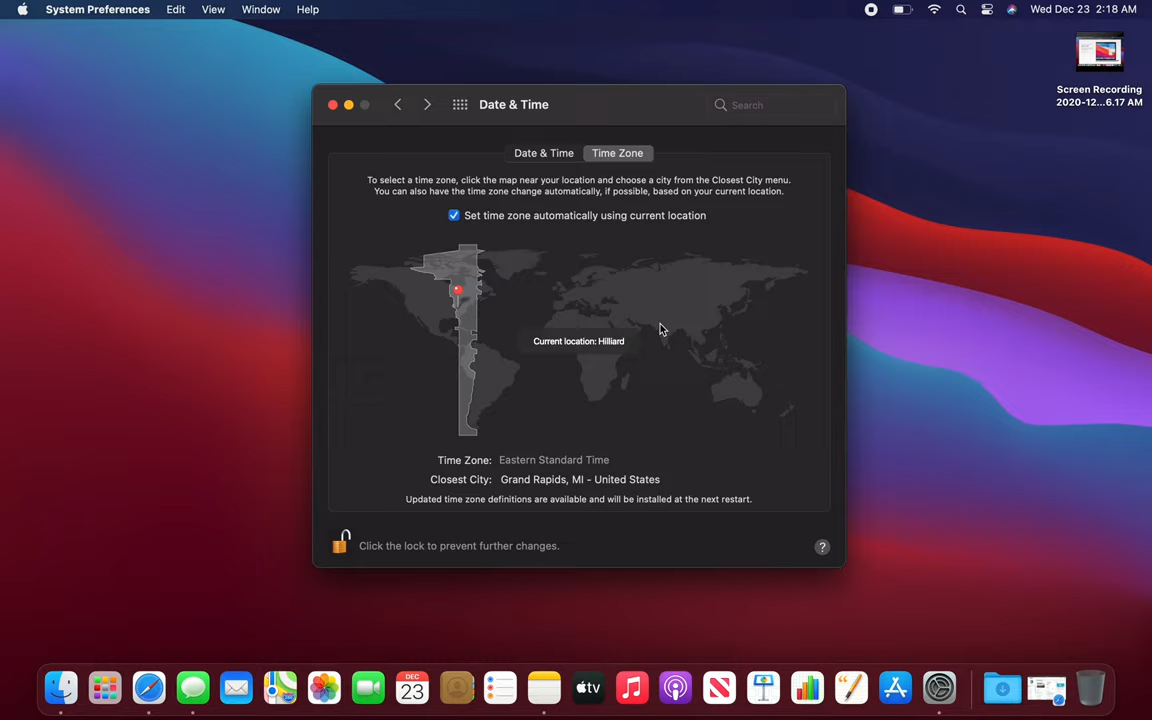 System Preferences Edit View Window Help Wed Dec 23 2:18 AM
Screen Recording
2020-12...6.17 AM
Date & Time Search
Date & Time Time Zone
To select a time zone, click the map near your location and choose a city from the Closest City menu.
You can also have the time zone change automatically, if possible, based on your current location.
Set time zone automatically using current location
Current location: Hilliard
Time Zone: Eastern Standard Time
Closest City: Grand Rapids, MI - United States
Updated time zone definitions are available and will be installed at the next restart.
Click the lock to prevent further changes. ?
DEC
23
tv